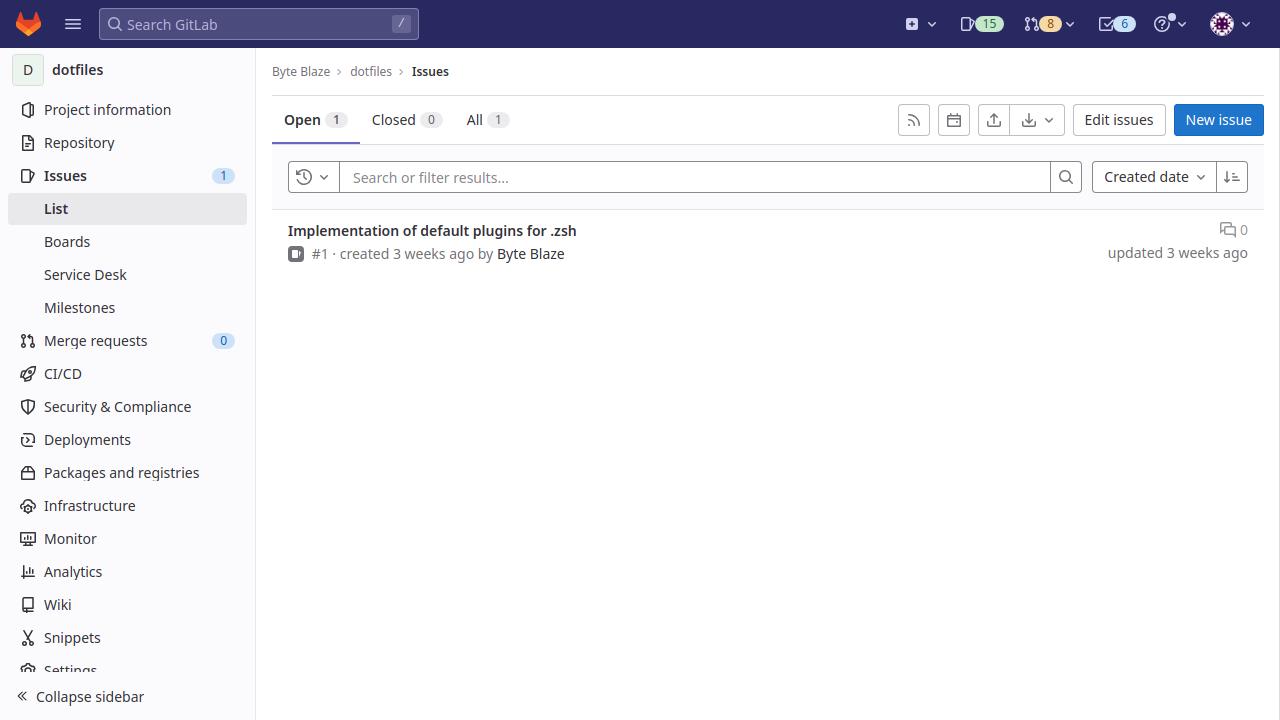 Search GitLab
/
15
8
6
D
dotfiles
Project information
Repository
Issues 1
List
Boards
Service Desk
Milestones
Merge requests 0
CI/CD
Security & Compliance
Deployments
Packages and registries
Infrastructure
Monitor
Analytics
Wiki
Snippets
Settings
Collapse sidebar
Byte Blaze
dotfiles
Issues
Open 1
Closed 0
All 1
Edit issues
New issue
Search or filter results...
Created date
Implementation of default plugins for .zsh
0
#1 · created 3 weeks ago by Byte Blaze
updated 3 weeks ago